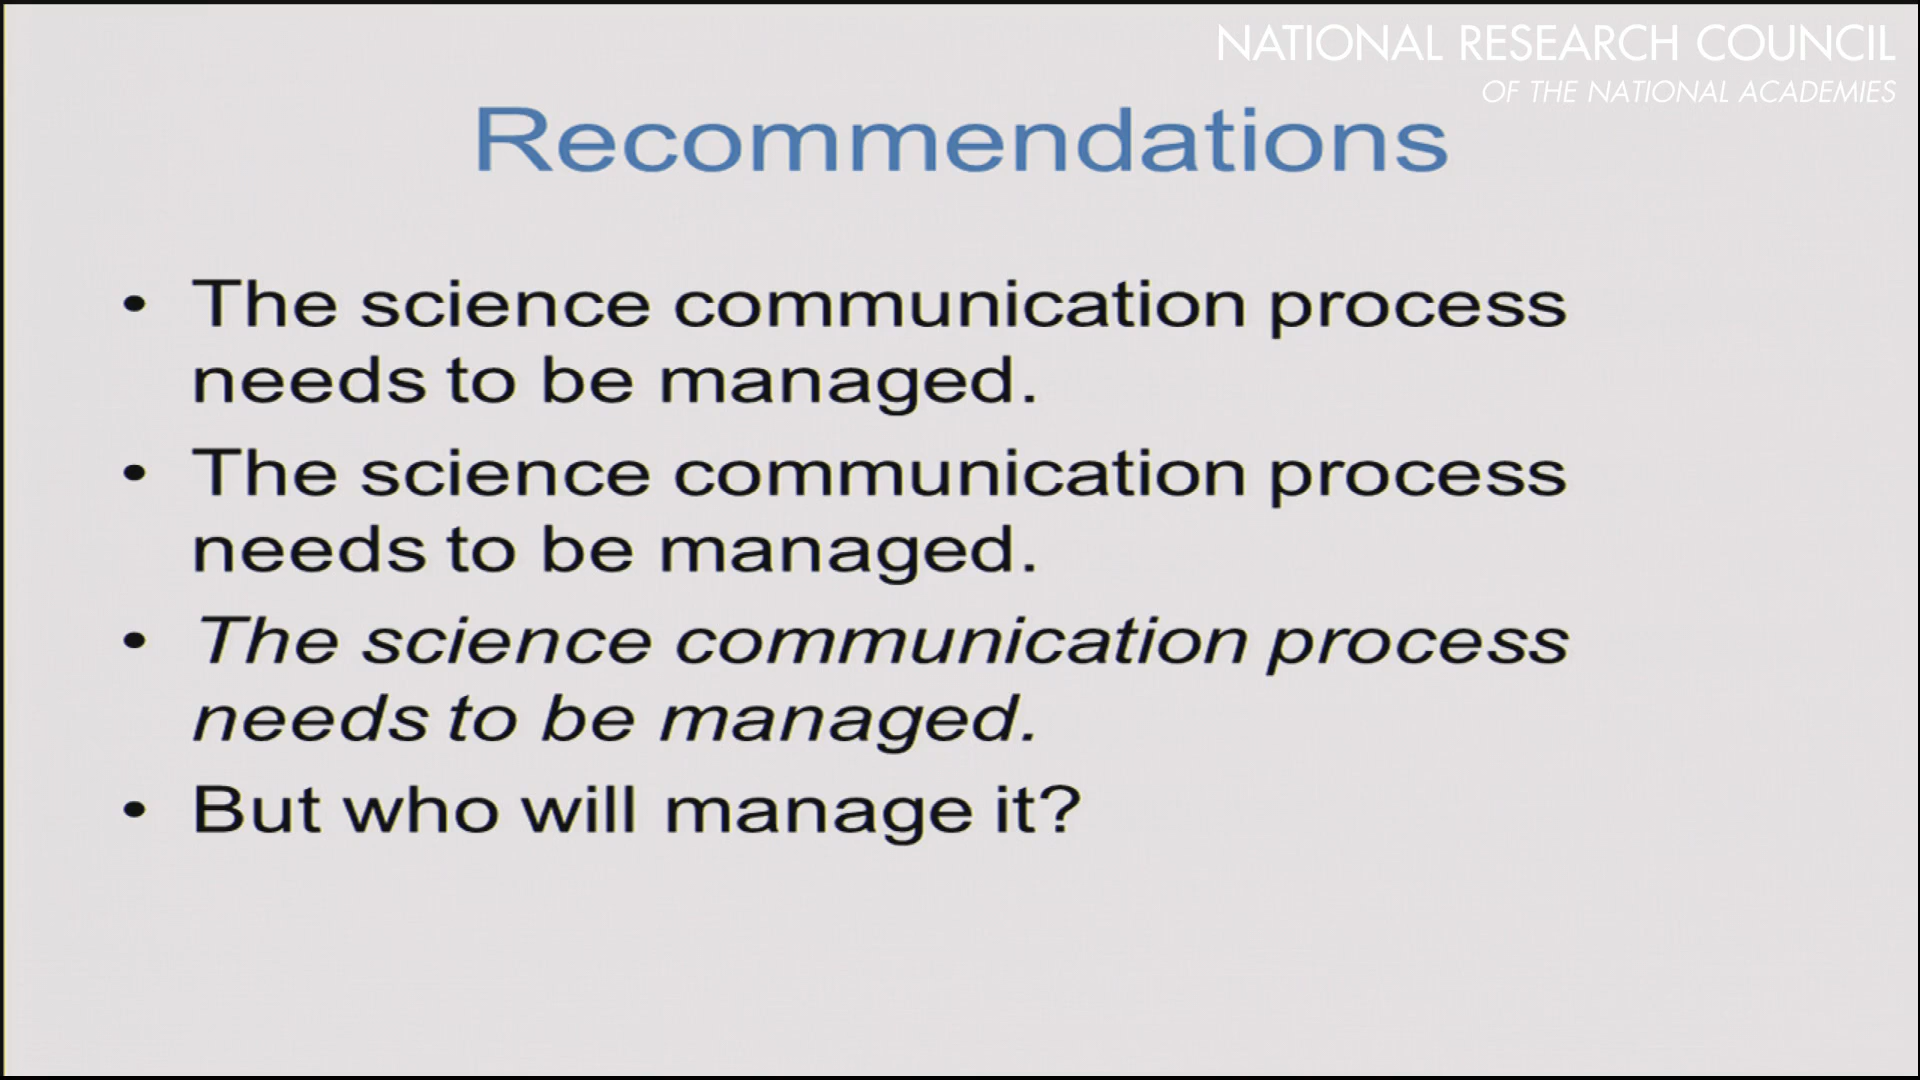 NATIONAL RESEARCH COUNCIL
OF THE NATIONAL ACADEMIES
Recommendations
• The science communication process
needs to be managed.
• The science communication process
needs to be managed.
• The science communication process
needs to be managed.
• But who will manage it?